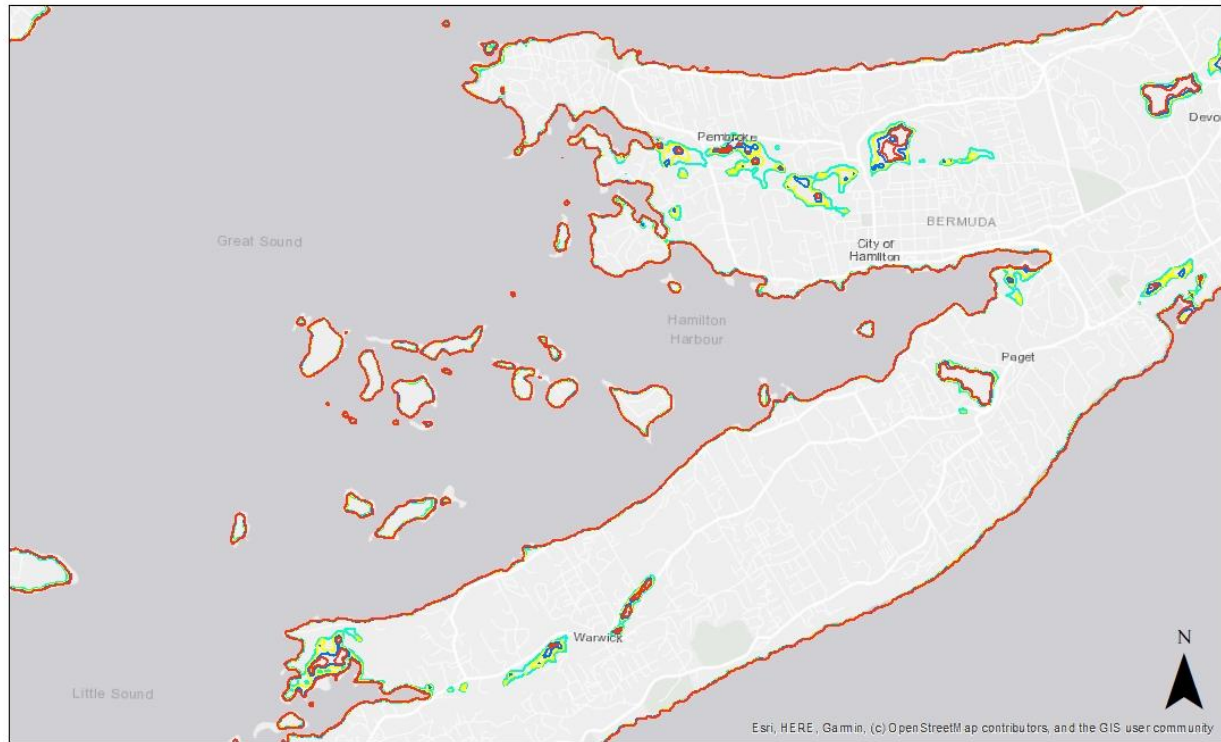 Pembroke
Devo
BERMUDA
Great Sound
City of
Hamilton
Hamilton
Harbour
Paget
Warwick
N
Little Sound
Esri, HERE, Garmin, (c) OpenStreetMap contributors, and the GIS user community